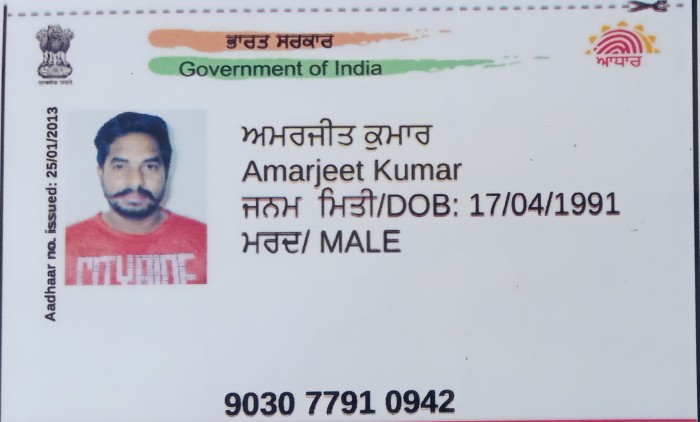 ਭਾਰਤ ਸਰਕਾਰ
Government of India
ਆਧਾਰ
Aadhaar no. issued: 25/01/2013
ਅਮਰਜੀਤ ਕੁਮਾਰ
Amarjeet Kumar
ਜਨਮ ਮਿਤੀ/DOB: 17/04/1991
ਮਰਦ/ MALE
9030 7791 0942